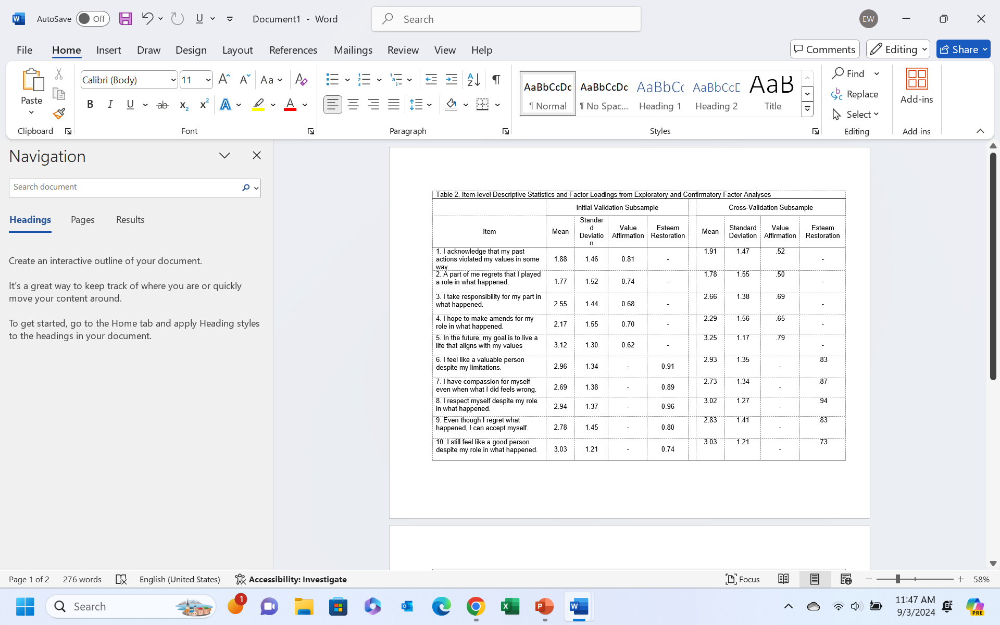 AutoSave Off Document1 - Word Search EW
File Home Insert Draw Design Layout References Mailings Review View Help Comments Editing Share
Paste Calibri (Body) 11 Aa AaBbCcDc AaBbCcDc AaBbCc AaBbCcD AaB Find
Replace
B I U ab x2 x2 A A ¶ Normal ¶ No Spac... Heading 1 Heading 2 Title Select Add-ins
Clipboard Font Paragraph Styles Editing Add-ins
Navigation
Search document
Headings Pages Results
Create an interactive outline of your document.
It's a great way to keep track of where you are or quickly
move your content around.
To get started, go to the Home tab and apply Heading styles
to the headings in your document.
Table 2. Item-level Descriptive Statistics and Factor Loadings from Exploratory and Confirmatory Factor Analyses
Initial Validation Subsample Cross-Validation Subsample
Item Mean Standard Deviation Value Affirmation Esteem Restoration Mean Standard Deviation Value Affirmation Esteem Restoration
1. I acknowledge that my past
actions violated my values in some
way. 1.88 1.46 0.81 - 1.91 1.47 .52 -
2. A part of me regrets that I played
a role in what happened. 1.77 1.52 0.74 - 1.78 1.55 .50 -
3. I take responsibility for my part in
what happened. 2.55 1.44 0.68 - 2.66 1.38 .69 -
4. I hope to make amends for my
role in what happened. 2.17 1.55 0.70 - 2.29 1.56 .65 -
5. In the future, my goal is to live a
life that aligns with my values 3.12 1.30 0.62 - 3.25 1.17 .79 -
6. I feel like a valuable person
despite my limitations. 2.96 1.34 - 0.91 2.93 1.35 - .83
7. I have compassion for myself
even when what I did feels wrong. 2.69 1.38 - 0.89 2.73 1.34 - .87
8. I respect myself despite my role
in what happened. 2.94 1.37 - 0.96 3.02 1.27 - .94
9. Even though I regret what
happened, I can accept myself. 2.78 1.45 - 0.80 2.83 1.41 - .83
10. I still feel like a good person
despite my role in what happened. 3.03 1.21 - 0.74 3.03 1.21 - .73
Page 1 of 2 276 words English (United States) Accessibility: Investigate Focus 58%
Search 1 11:47 AM
9/3/2024 PRE